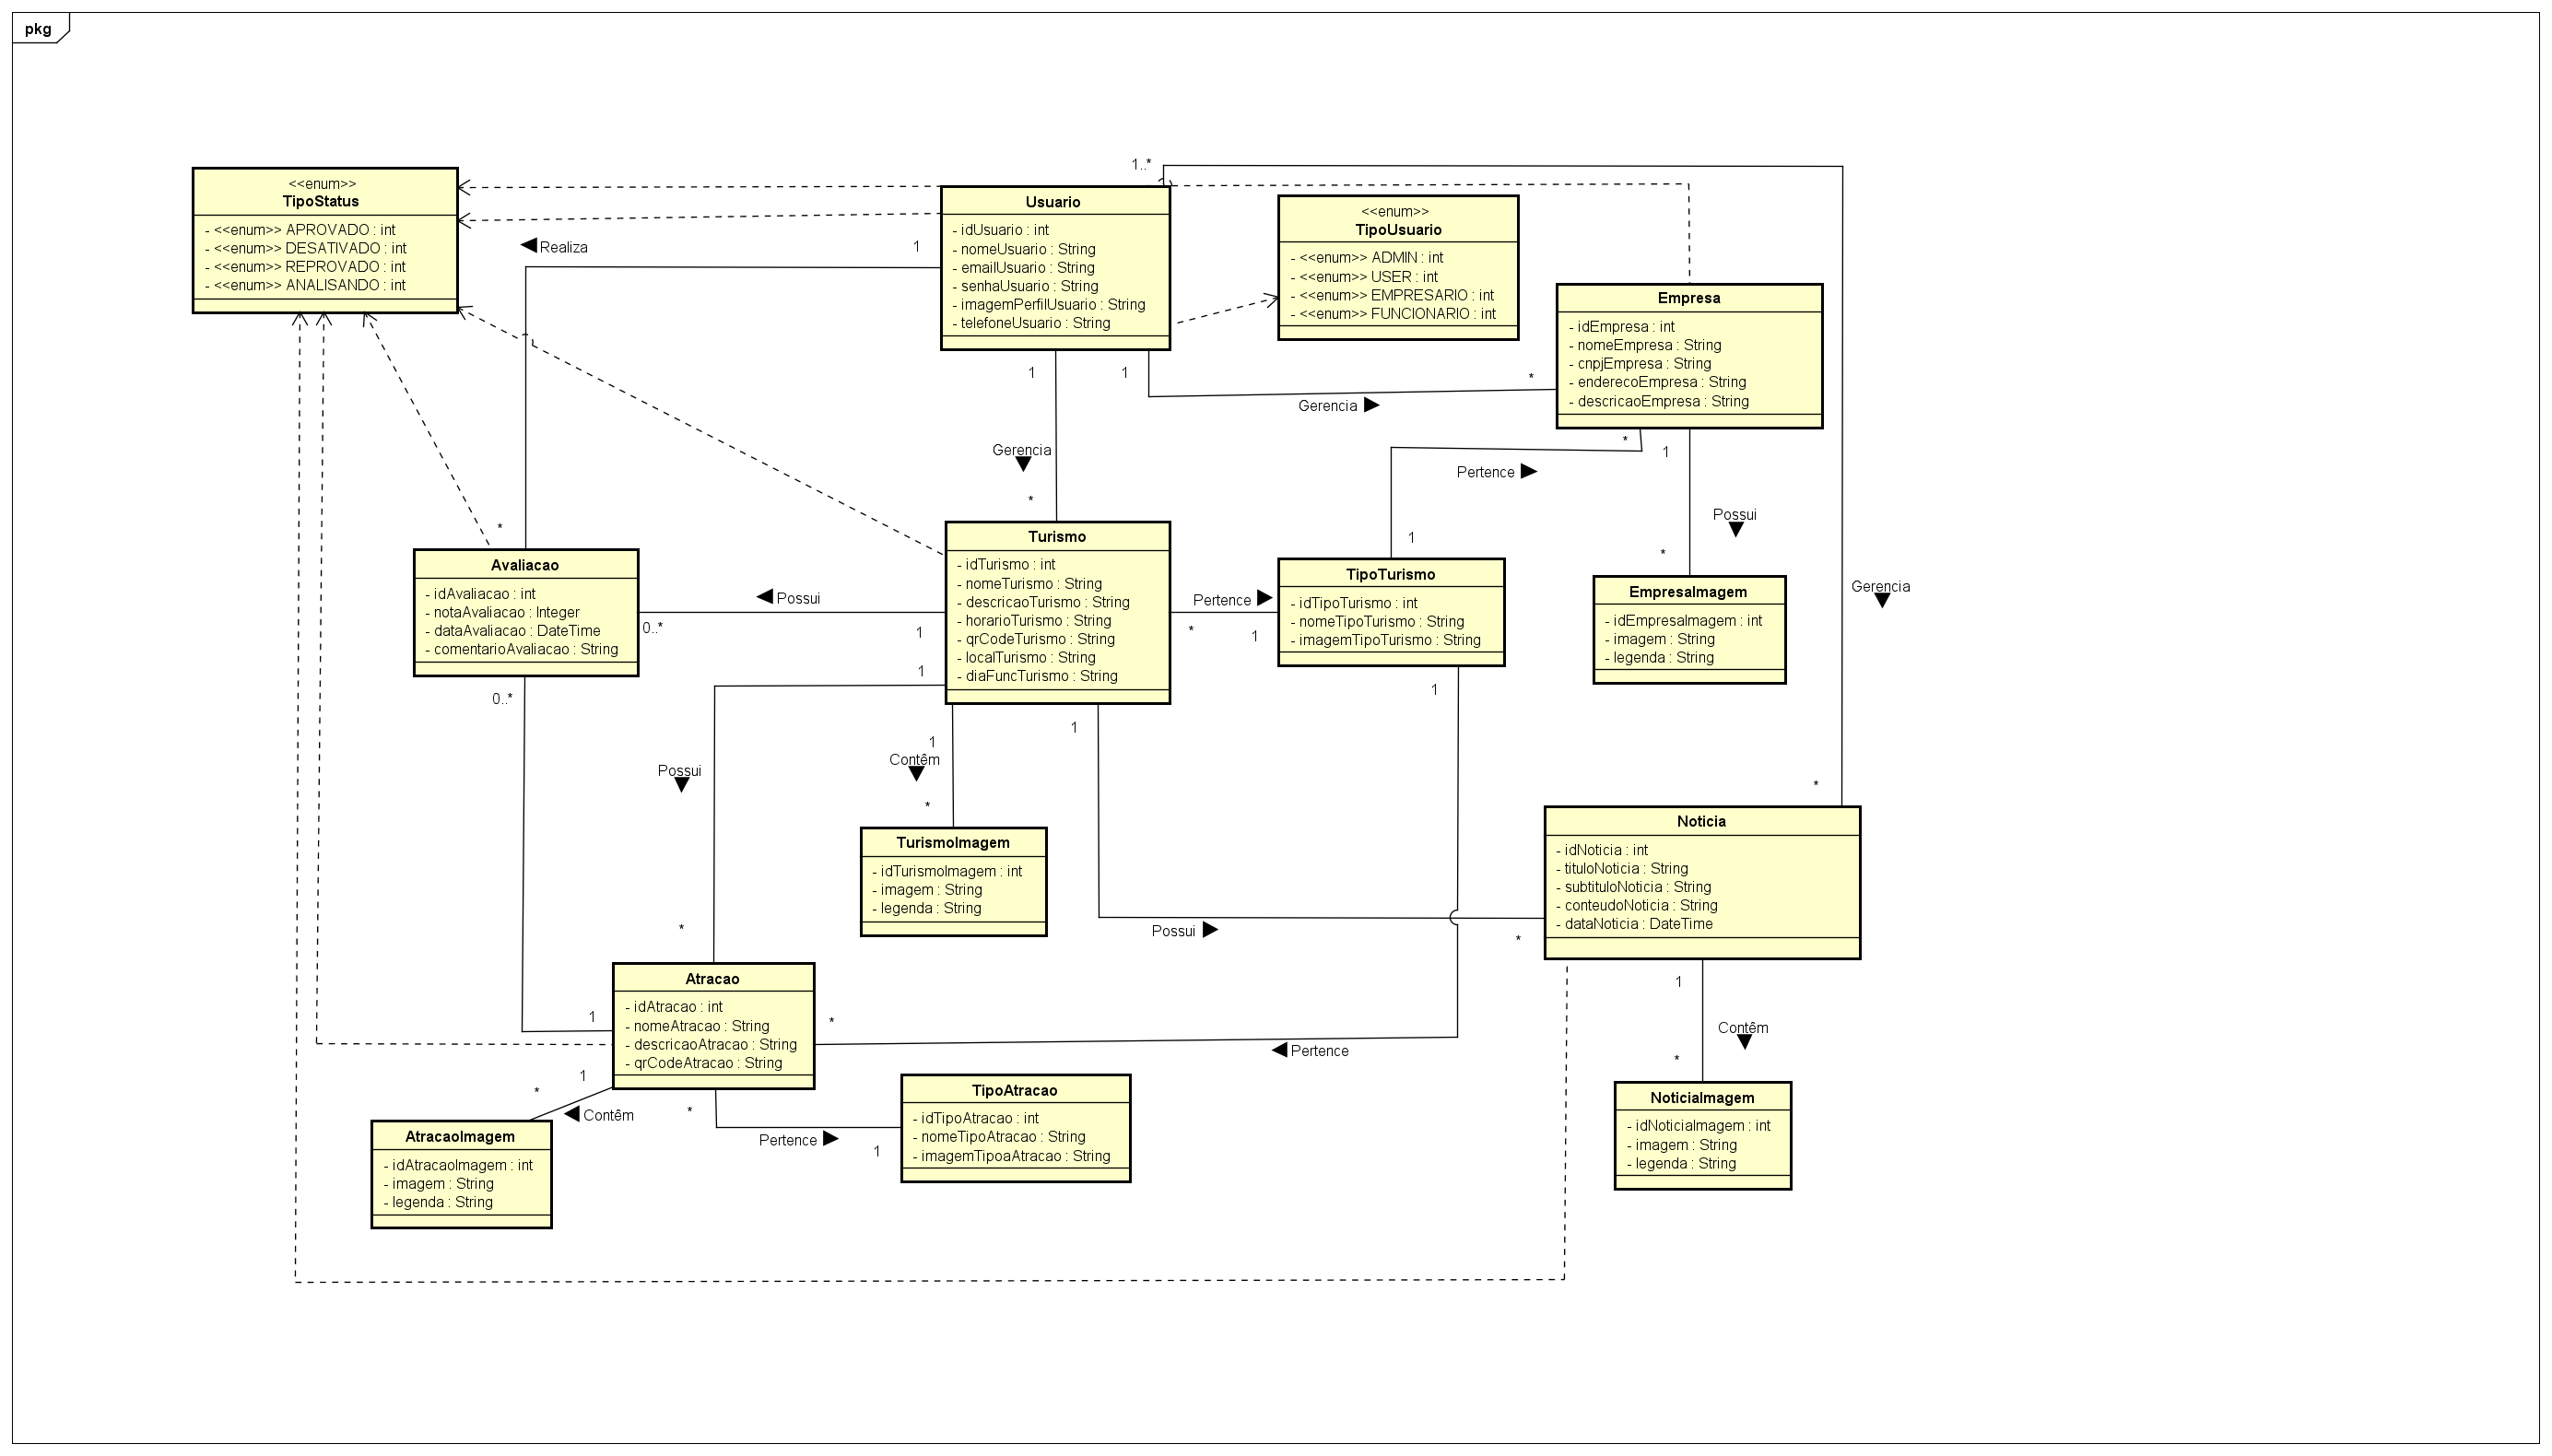 pkg
<<enum>>
TipoStatus
- <<enum>> APROVADO : int
- <<enum>> DESATIVADO : int
- <<enum>> REPROVADO : int
- <<enum>> ANALISANDO : int
Realiza
1
1..*
Usuario
- idUsuario : int
- nomeUsuario : String
- emailUsuario : String
- senhaUsuario : String
- imagemPerfilUsuario : String
- telefoneUsuario : String
<<enum>>
TipoUsuario
- <<enum>> ADMIN : int
- <<enum>> USER : int
- <<enum>> EMPRESARIO : int
- <<enum>> FUNCIONARIO : int
Empresa
- idEmpresa : int
- nomeEmpresa : String
- cnpjEmpresa : String
- enderecoEmpresa : String
- descricaoEmpresa : String
1
1
*
Gerencia
Gerencia
*
*
1
Pertence
1
Possui
*
*
Avaliacao
- idAvaliacao : int
- notaAvaliacao : Integer
- dataAvaliacao : DateTime
- comentarioAvaliacao : String
0..*
0..*
Possui
1
1
Turismo
- idTurismo : int
- nomeTurismo : String
- descricaoTurismo : String
- horarioTurismo : String
- qrCodeTurismo : String
- localTurismo : String
- diaFuncTurismo : String
Pertence
*
1
TipoTurismo
- idTipoTurismo : int
- nomeTipoTurismo : String
- imagemTipoTurismo : String
1
EmpresaImagem
- idEmpresaImagem : int
- imagem : String
- legenda : String
Gerencia
*
Possui
*
1
Contêm
*
1
TurismoImagem
- idTurismoImagem : int
- imagem : String
- legenda : String
Possui
*
Noticia
- idNoticia : int
- tituloNoticia : String
- subtituloNoticia : String
- conteudoNoticia : String
- dataNoticia : DateTime
1
Contêm
*
Atracao
- idAtracao : int
- nomeAtracao : String
- descricaoAtracao : String
- qrCodeAtracao : String
1
*
Pertence
1
*
Contêm
*
Pertence
1
AtracaoImagem
- idAtracaoImagem : int
- imagem : String
- legenda : String
TipoAtracao
- idTipoAtracao : int
- nomeTipoAtracao : String
- imagemTipoaAtracao : String
NoticiaImagem
- idNoticiaImagem : int
- imagem : String
- legenda : String